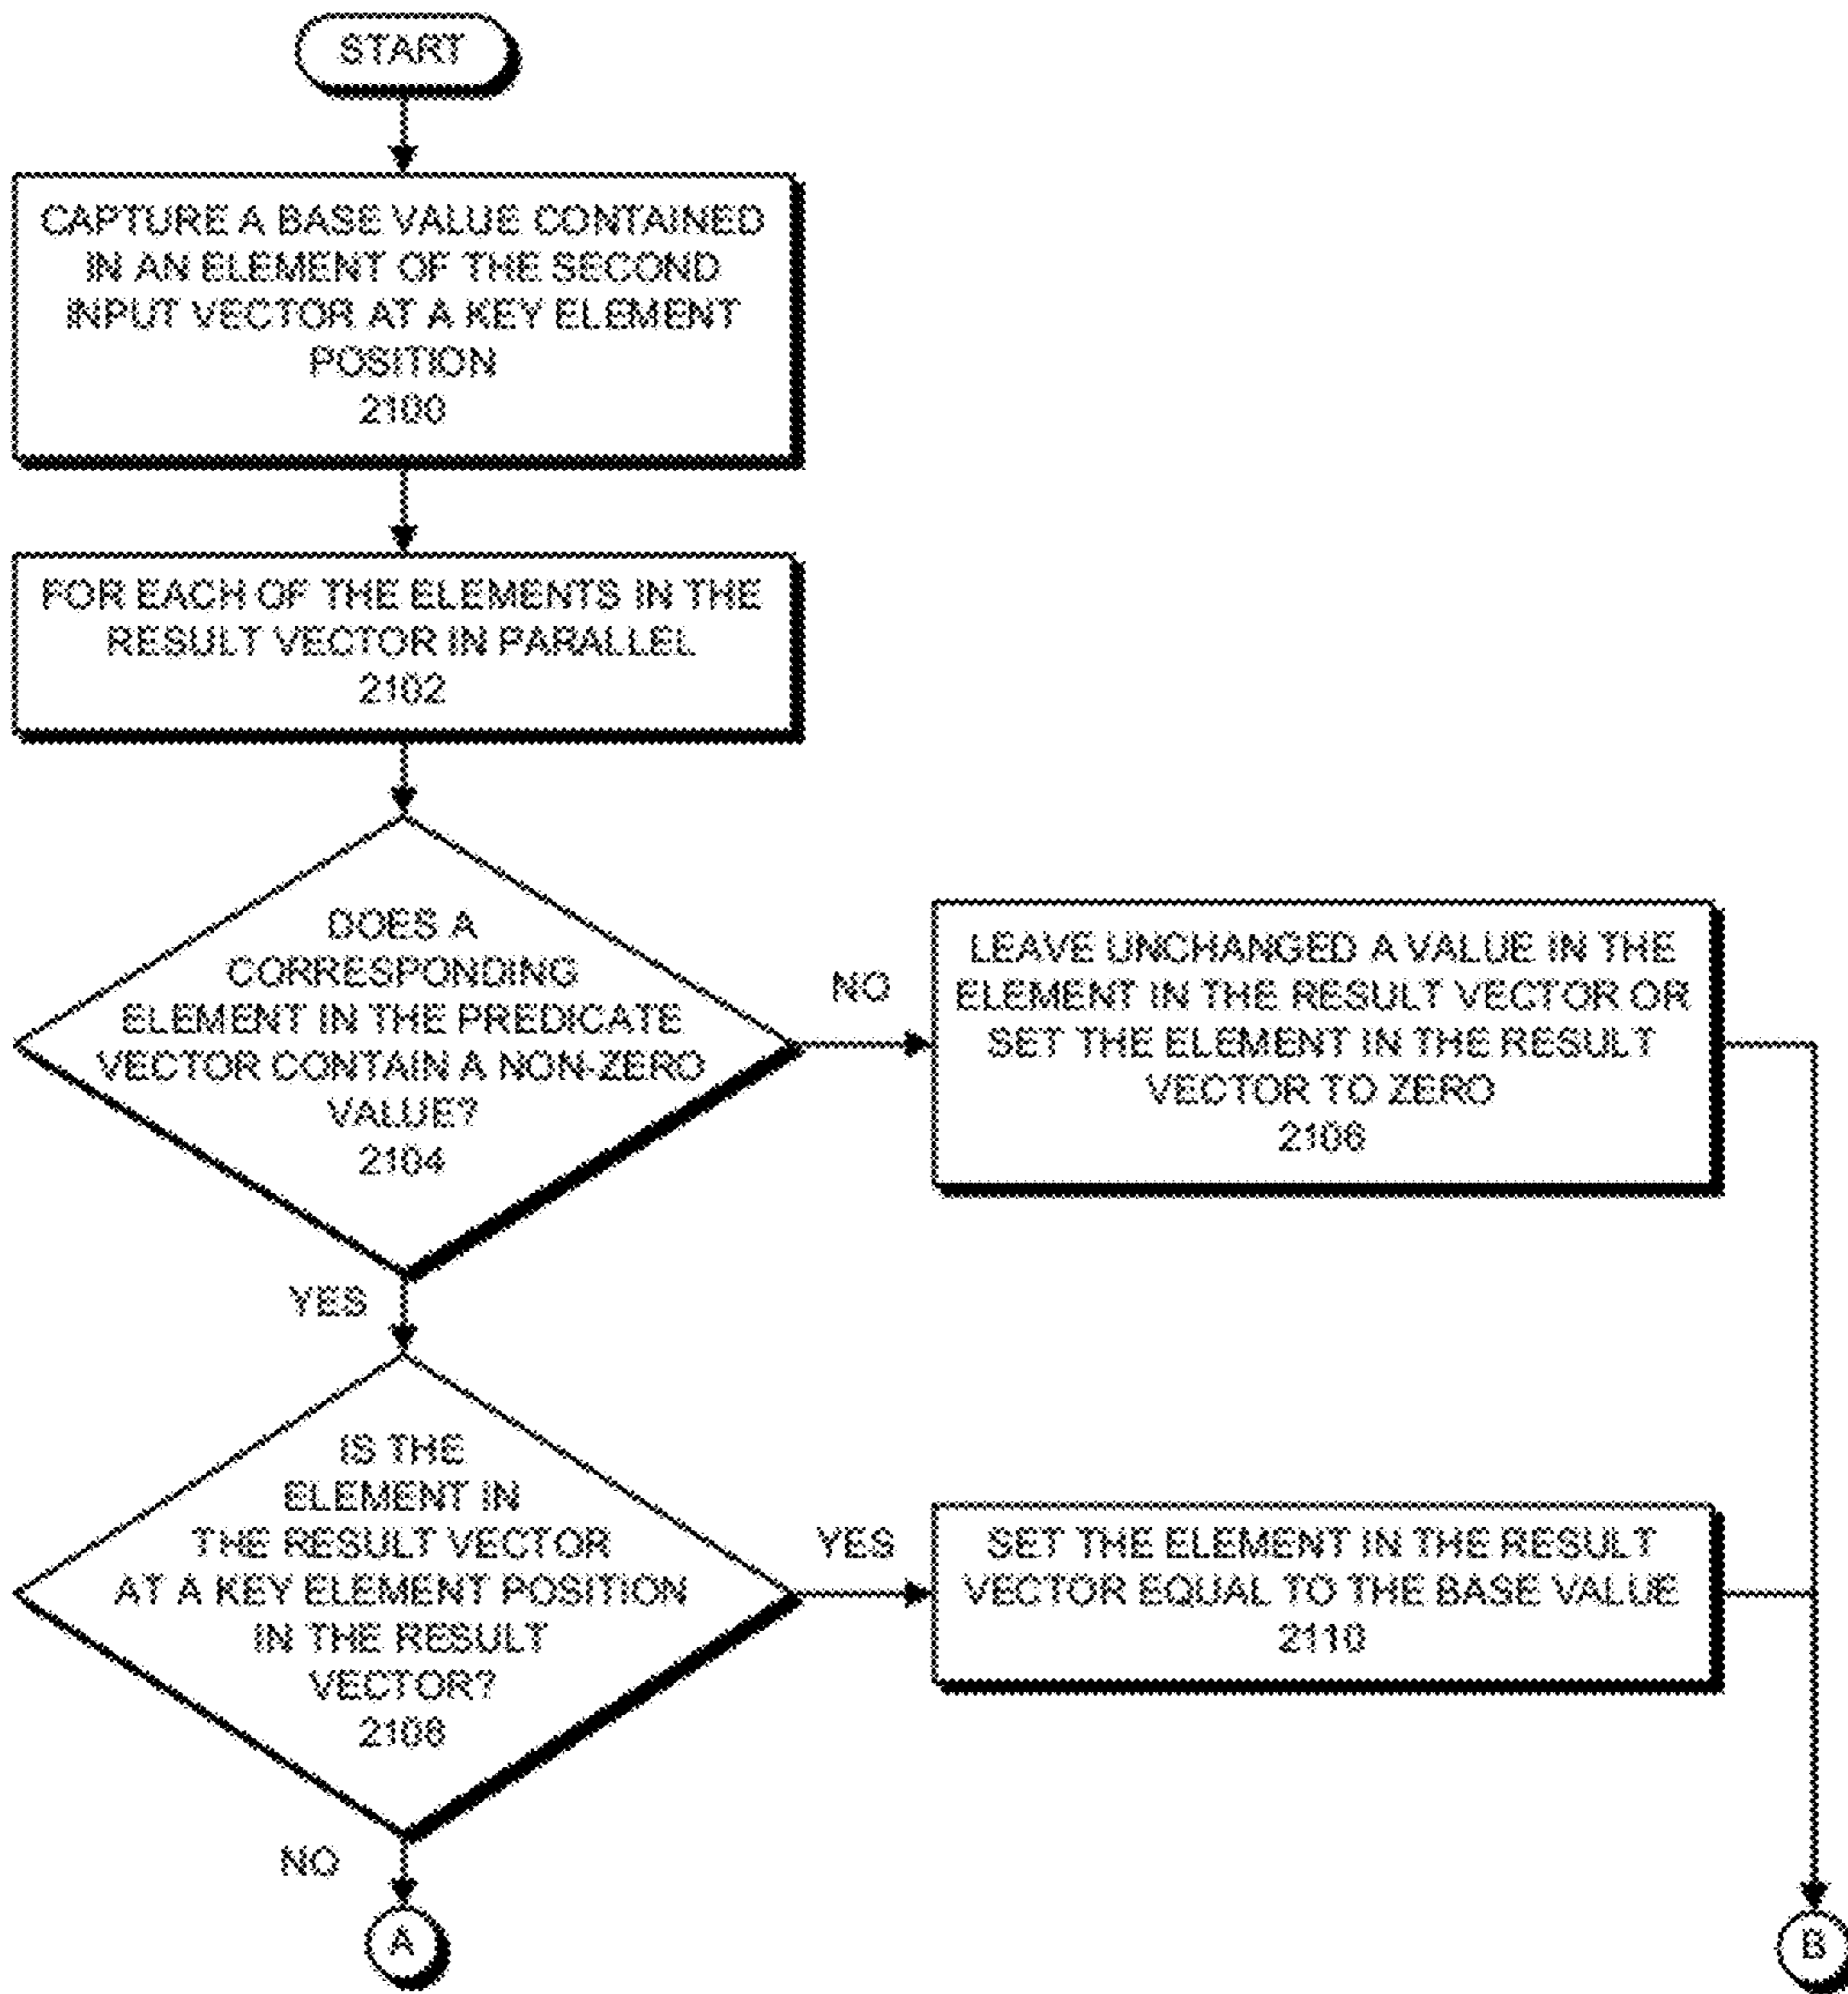 START
CAPTURE A BASE VALUE CONTAINED
IN AN ELEMENT OF THE SECOND
INPUT VECTOR AT A KEY ELEMENT
POSITION
2100
FOR EACH OF THE ELEMENTS IN THE
RESULT VECTOR IN PARALLEL
2102
DOES A
CORRESPONDING
ELEMENT IN THE PREDICATE
VECTOR CONTAIN A NON-ZERO
VALUE?
2104
NO
LEAVE UNCHANGED A VALUE IN THE
ELEMENT IN THE RESULT VECTOR OR
SET THE ELEMENT IN THE RESULT
VECTOR TO ZERO
2106
YES
IS THE
ELEMENT IN
THE RESULT VECTOR
AT A KEY ELEMENT POSITION
IN THE RESULT
VECTOR?
2108
YES
SET THE ELEMENT IN THE RESULT
VECTOR EQUAL TO THE BASE VALUE
2110
NO
A
B